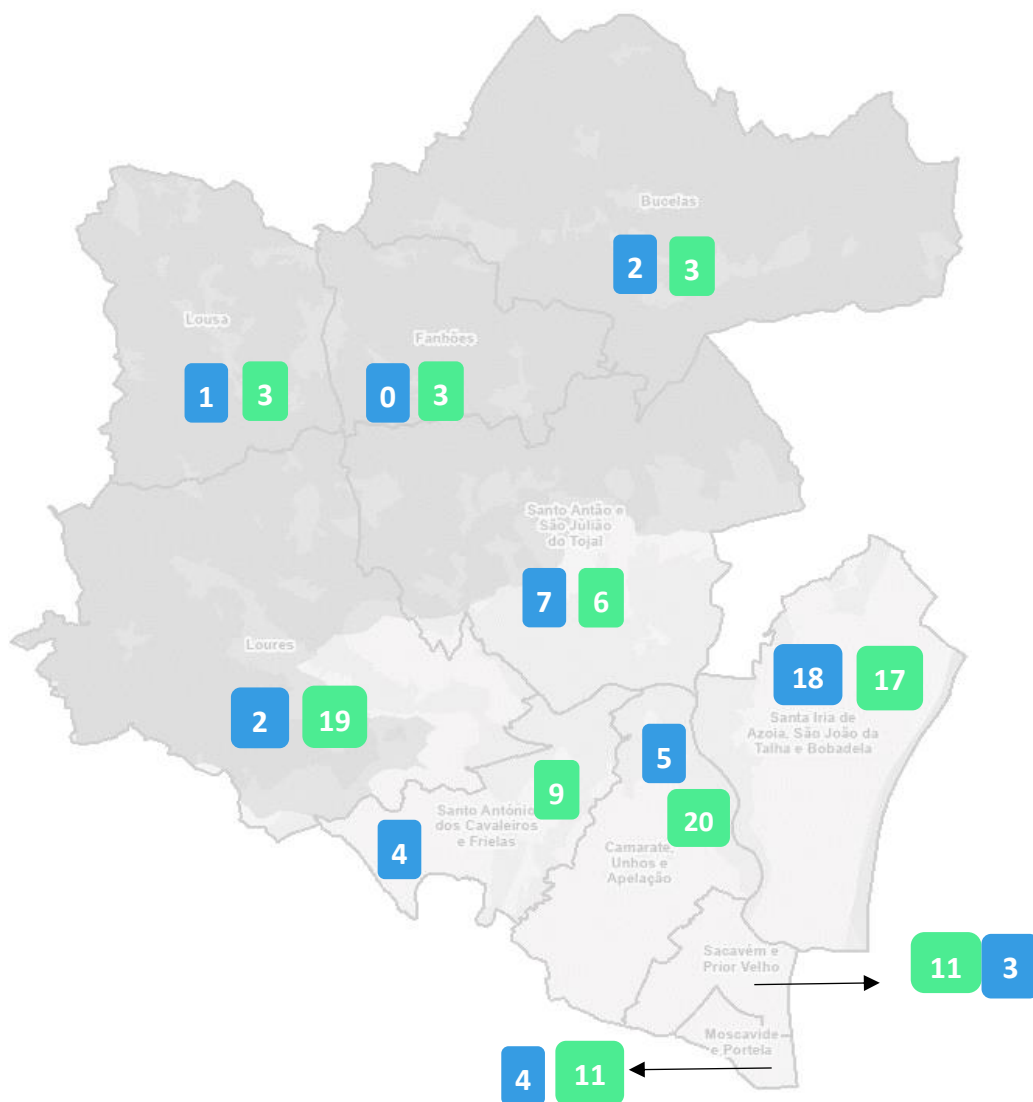 Bucelas
2 3
Lousa
1 3
Fanhões
0 3
Santo Antão e
São Julião
do Tojal
7 6
Loures
2 19
18 17
Santa Iria de
Azoia, São João da
Talha e Bobadela
5
20
Camarate,
Unhos e
Apelação
9
Santo António
dos Cavaleiros
e Frielas
4
Sacavém e
Prior Velho
11 3
Moscavide
e Portela
4 11